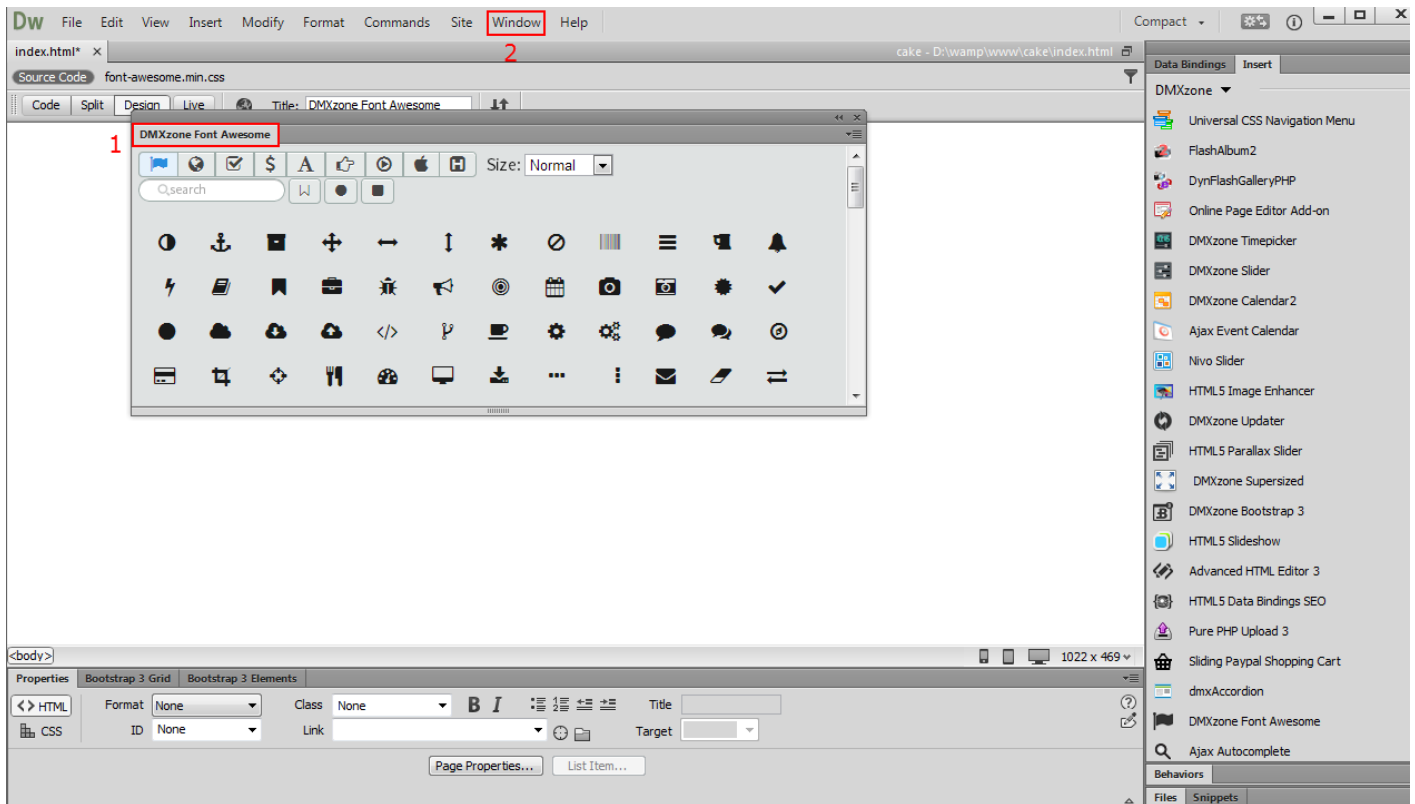 Dw File Edit View Insert Modify Format Commands Site Window Help Compact
2
index.html* x cake - D:\wamp\www\cake\index.html
Source Code font-awesome.min.css
Code Split Design Live Title: DMXzone Font Awesome
1
DMXzone Font Awesome
Size: Normal
search
<body> 1022 x 469
Properties Bootstrap 3 Grid Bootstrap 3 Elements
<> HTML Format None Class None B I Title
CSS ID None Link Target
Page Properties... List Item...
Data Bindings Insert
DMXzone
Universal CSS Navigation Menu
FlashAlbum2
DynFlashGalleryPHP
Online Page Editor Add-on
DMXzone Timepicker
DMXzone Slider
DMXzone Calendar2
Ajax Event Calendar
Nivo Slider
HTML5 Image Enhancer
DMXzone Updater
HTML5 Parallax Slider
DMXzone Supersized
DMXzone Bootstrap 3
HTML5 Slideshow
Advanced HTML Editor 3
HTML5 Data Bindings SEO
Pure PHP Upload 3
Sliding Paypal Shopping Cart
dmxAccordion
DMXzone Font Awesome
Ajax Autocomplete
Behaviors
Files Snippets